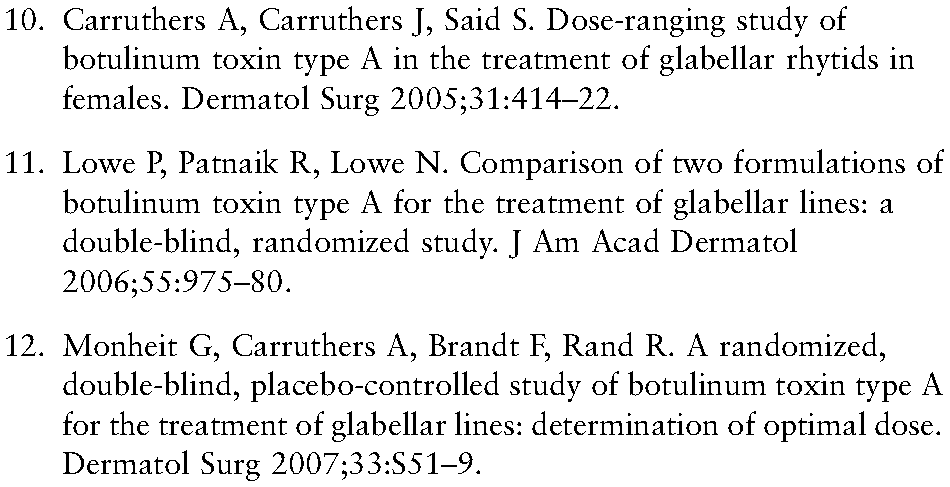 10. Carruthers A, Carruthers J, Said S. Dose-ranging study of
botulinum toxin type A in the treatment of glabellar rhytids in
females. Dermatol Surg 2005;31:414–22.
11. Lowe P, Patnaik R, Lowe N. Comparison of two formulations of
botulinum toxin type A for the treatment of glabellar lines: a
double-blind, randomized study. J Am Acad Dermatol
2006;55:975–80.
12. Monheit G, Carruthers A, Brandt F, Rand R. A randomized,
double-blind, placebo-controlled study of botulinum toxin type A
for the treatment of glabellar lines: determination of optimal dose.
Dermatol Surg 2007;33:S51–9.